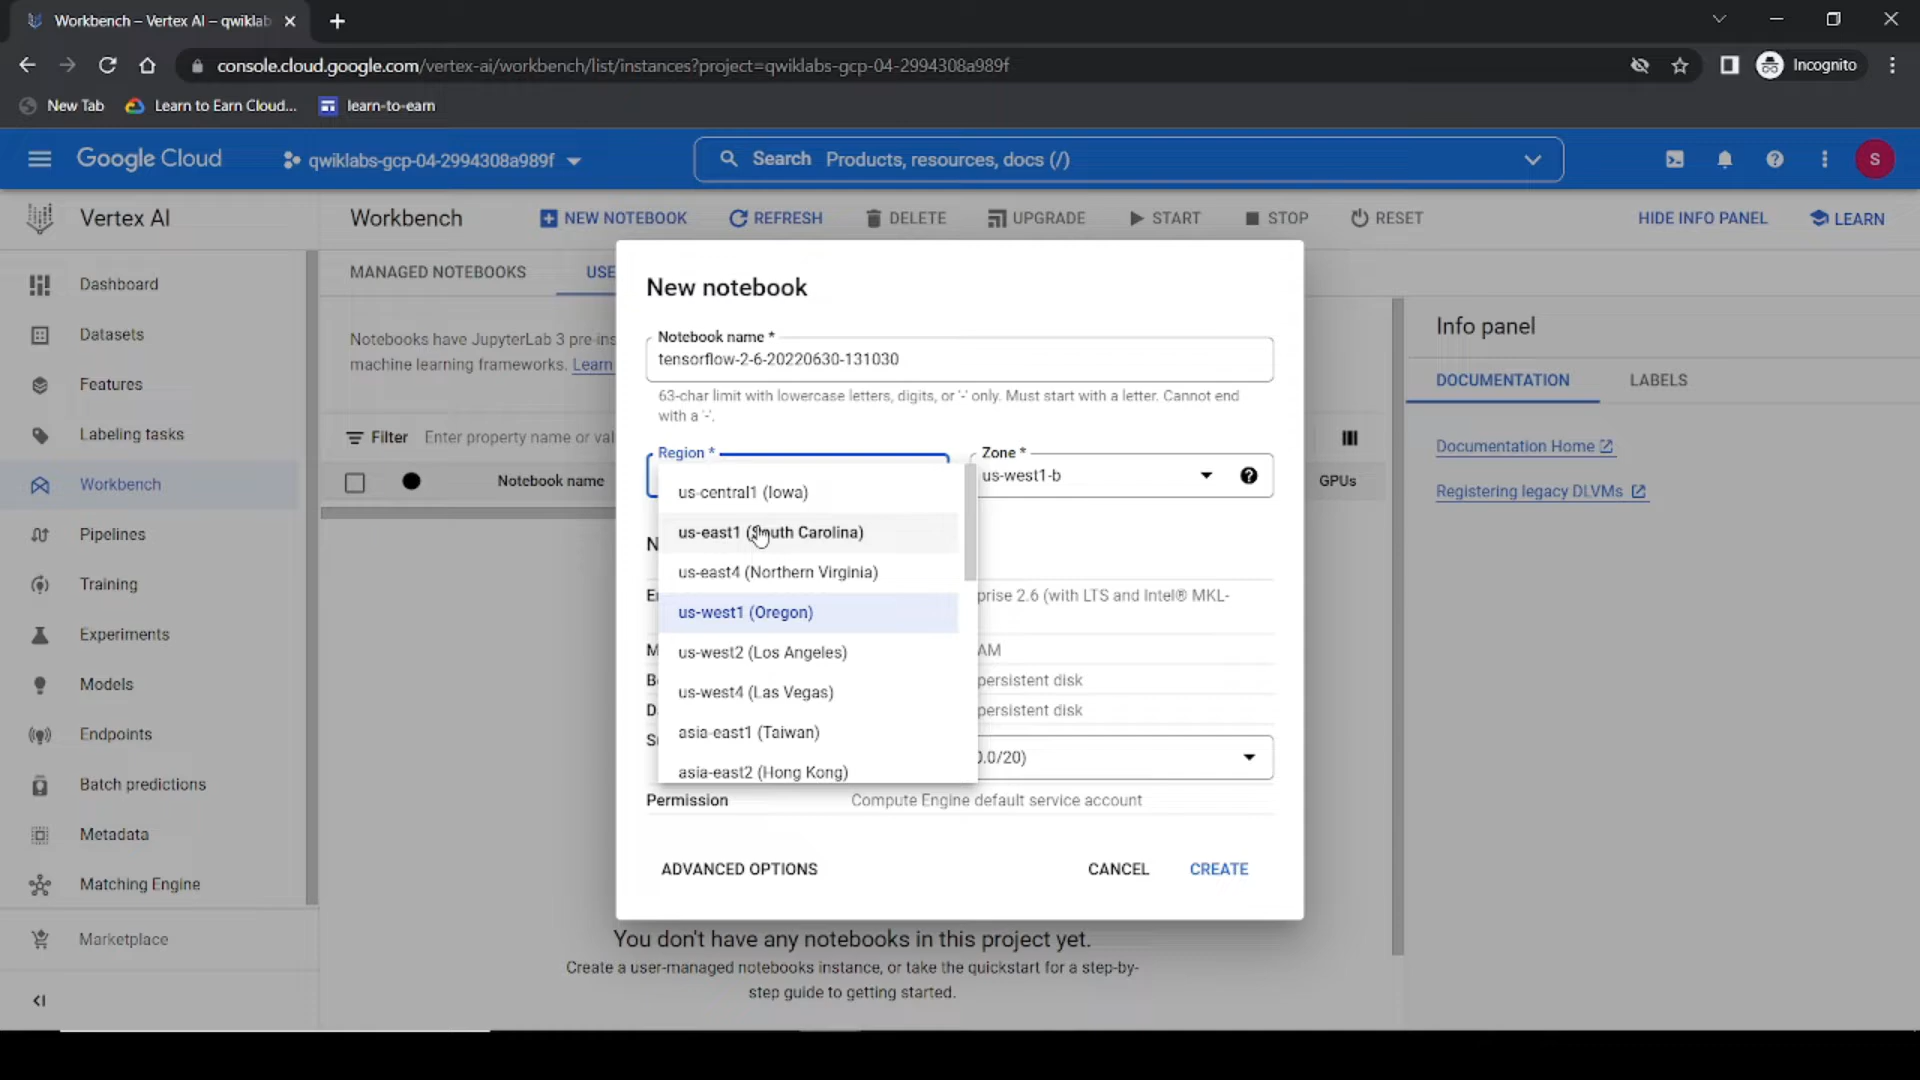 Workbench – Vertex AI – qwiklab
console.cloud.google.com/vertex-ai/workbench/list/instances?project=qwiklabs-gcp-04-2994308a989f
Incognito
New Tab
Learn to Earn Cloud...
learn-to-earn
Google Cloud
qwiklabs-gcp-04-2994308a989f
Search Products, resources, docs (/)
S
Vertex AI
Workbench
NEW NOTEBOOK
REFRESH
DELETE
UPGRADE
START
STOP
RESET
HIDE INFO PANEL
LEARN
Dashboard
Datasets
Features
Labeling tasks
Workbench
Pipelines
Training
Experiments
Models
Endpoints
Batch predictions
Metadata
Matching Engine
Marketplace
MANAGED NOTEBOOKS
USE
Notebooks have JupyterLab 3 pre-ins
machine learning frameworks. Learn
Filter Enter property name or val
Notebook name
GPUs
New notebook
Notebook name *
tensorflow-2-6-20220630-131030
63-char limit with lowercase letters, digits, or '-' only. Must start with a letter. Cannot end
with a '-'.
Region *
Zone *
us-west1-b
us-central1 (Iowa)
us-east1 (South Carolina)
us-east4 (Northern Virginia)
us-west1 (Oregon)
us-west2 (Los Angeles)
us-west4 (Las Vegas)
asia-east1 (Taiwan)
asia-east2 (Hong Kong)
N
E
prise 2.6 (with LTS and Intel® MKL-
M
AM
B
persistent disk
D
persistent disk
S
0.0/20)
Permission
Compute Engine default service account
ADVANCED OPTIONS
CANCEL
CREATE
You don't have any notebooks in this project yet.
Create a user-managed notebooks instance, or take the quickstart for a step-by-
step guide to getting started.
Info panel
DOCUMENTATION
LABELS
Documentation Home
Registering legacy DLVMs